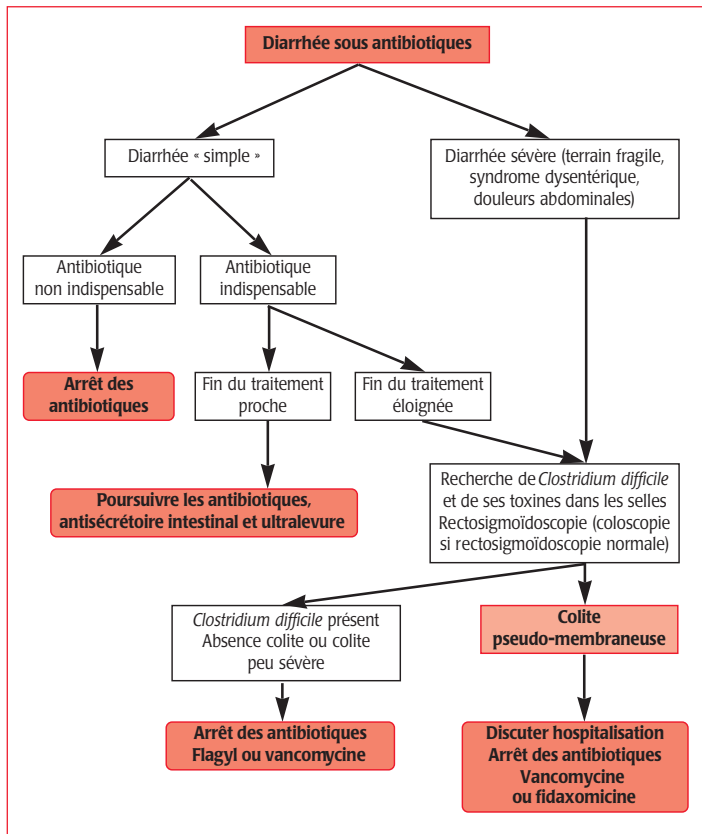 Diarrhée sous antibiotiques
Diarrhée « simple »
Diarrhée sévère (terrain fragile,
syndrome dysentérique,
douleurs abdominales)
Antibiotique
non indispensable
Antibiotique
indispensable
Arrêt des
antibiotiques
Fin du traitement
proche
Fin du traitement
éloignée
Poursuivre les antibiotiques,
antisécrétoire intestinal et ultralevure
Recherche de Clostridium difficile
et de ses toxines dans les selles
Rectosigmoïdoscopie (coloscopie
si rectosigmoïdoscopie normale)
Clostridium difficile présent
Absence colite ou colite
peu sévère
Colite
pseudo-membraneuse
Arrêt des antibiotiques
Flagyl ou vancomycine
Discuter hospitalisation
Arrêt des antibiotiques
Vancomycine
ou fidaxomicine